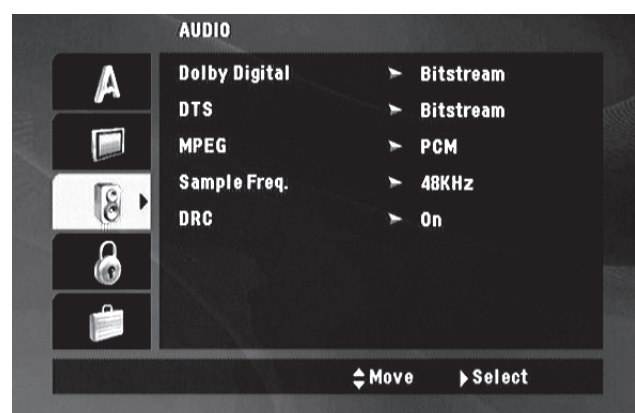 AUDIO
A
Dolby Digital ➢ Bitstream
DTS ➢ Bitstream
MPEG ➢ PCM
Sample Freq. ➢ 48KHz
DRC ➢ On
Move Select